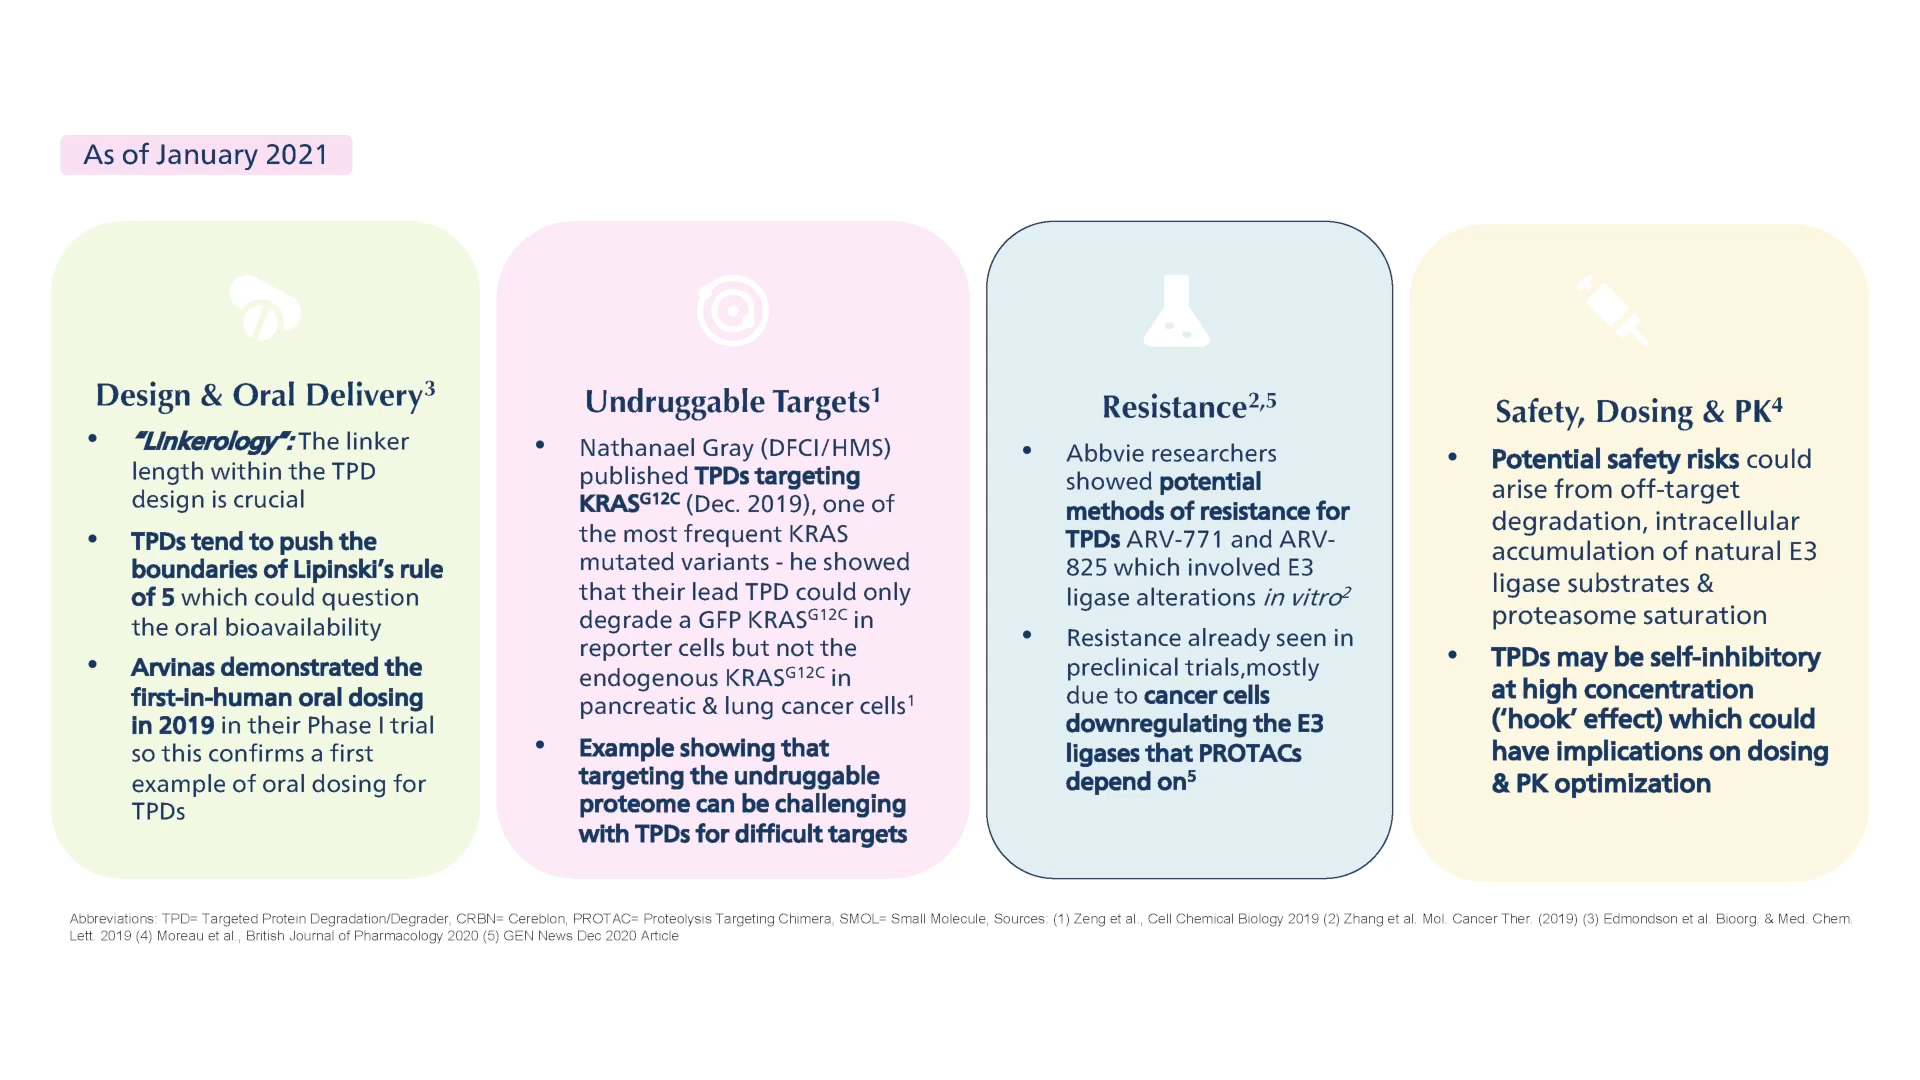 As of January 2021
Design & Oral Delivery³
• "Linkerology": The linker
length within the TPD
design is crucial
• TPDs tend to push the
boundaries of Lipinski's rule
of 5 which could question
the oral bioavailability
• Arvinas demonstrated the
first-in-human oral dosing
in 2019 in their Phase I trial
so this confirms a first
example of oral dosing for
TPDs
Undruggable Targets¹
• Nathanael Gray (DFCI/HMS)
published TPDs targeting
KRASᴳ¹²ᶜ (Dec. 2019), one of
the most frequent KRAS
mutated variants - he showed
that their lead TPD could only
degrade a GFP KRASᴳ¹²ᶜ in
reporter cells but not the
endogenous KRASᴳ¹²ᶜ in
pancreatic & lung cancer cells¹
• Example showing that
targeting the undruggable
proteome can be challenging
with TPDs for difficult targets
Resistance²,⁵
• Abbvie researchers
showed potential
methods of resistance for
TPDs ARV-771 and ARV-
825 which involved E3
ligase alterations in vitro²
• Resistance already seen in
preclinical trials,mostly
due to cancer cells
downregulating the E3
ligases that PROTACs
depend on⁵
Safety, Dosing & PK⁴
• Potential safety risks could
arise from off-target
degradation, intracellular
accumulation of natural E3
ligase substrates &
proteasome saturation
• TPDs may be self-inhibitory
at high concentration
('hook' effect) which could
have implications on dosing
& PK optimization
Abbreviations: TPD= Targeted Protein Degradation/Degrader, CRBN= Cereblon, PROTAC= Proteolysis Targeting Chimera, SMOL= Small Molecule, Sources: (1) Zeng et al., Cell Chemical Biology 2019 (2) Zhang et al. Mol. Cancer Ther. (2019) (3) Edmondson et al. Bioorg. & Med. Chem.
Lett. 2019 (4) Moreau et al., British Journal of Pharmacology 2020 (5) GEN News Dec 2020 Article